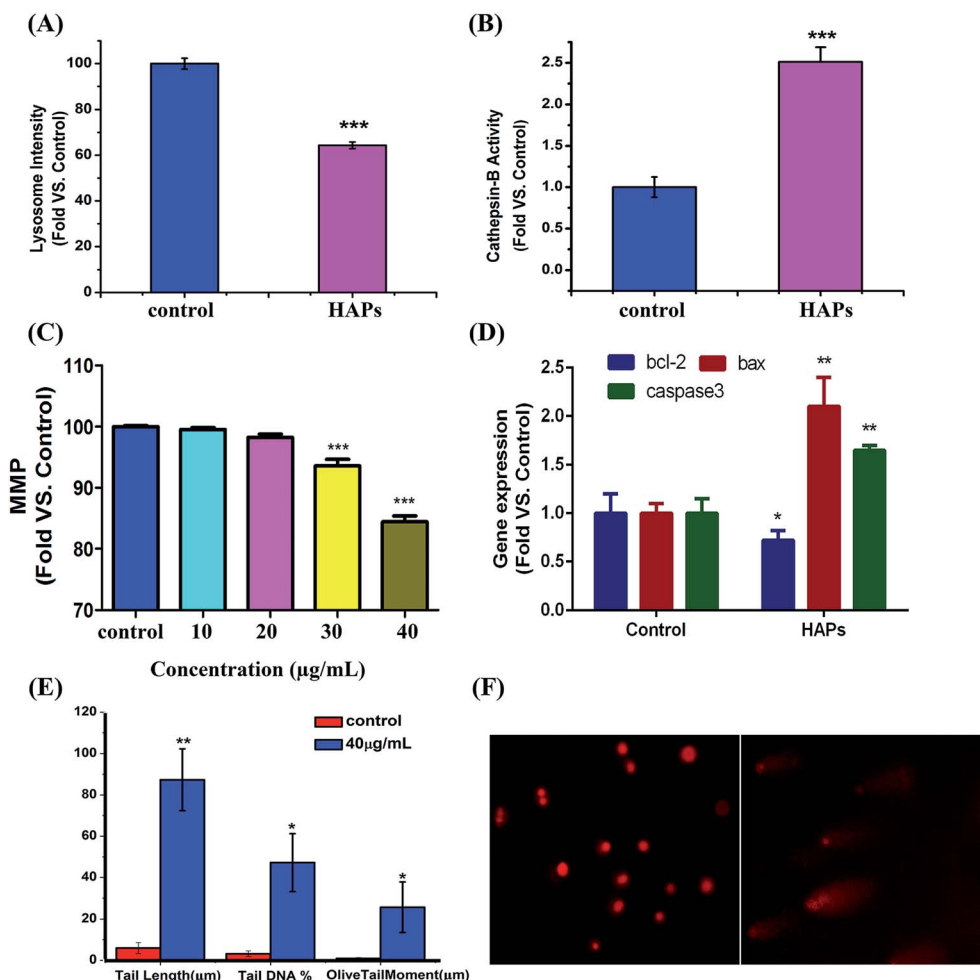 (A)
Lysosome Intensity
(Fold VS. Control)
100
80
60
40
20
0
***
control
HAPs
(B)
Cathepsin-B Activity
(Fold VS. Control)
2.5
2.0
1.5
1.0
0.5
0.0
***
control
HAPs
(C)
MMP
(Fold VS. Control)
110
100
90
80
70
***
***
control 10 20 30 40
Concentration (µg/mL)
(D)
bcl-2 bax
caspase3
Gene expression
(Fold VS. Control)
2.5
2.0
1.5
1.0
0.5
0.0
*
**
**
Control
HAPs
(E)
control
40µg/mL
120
100
80
60
40
20
0
**
*
*
Tail Length(µm) Tail DNA % OliveTailMoment(µm)
(F)